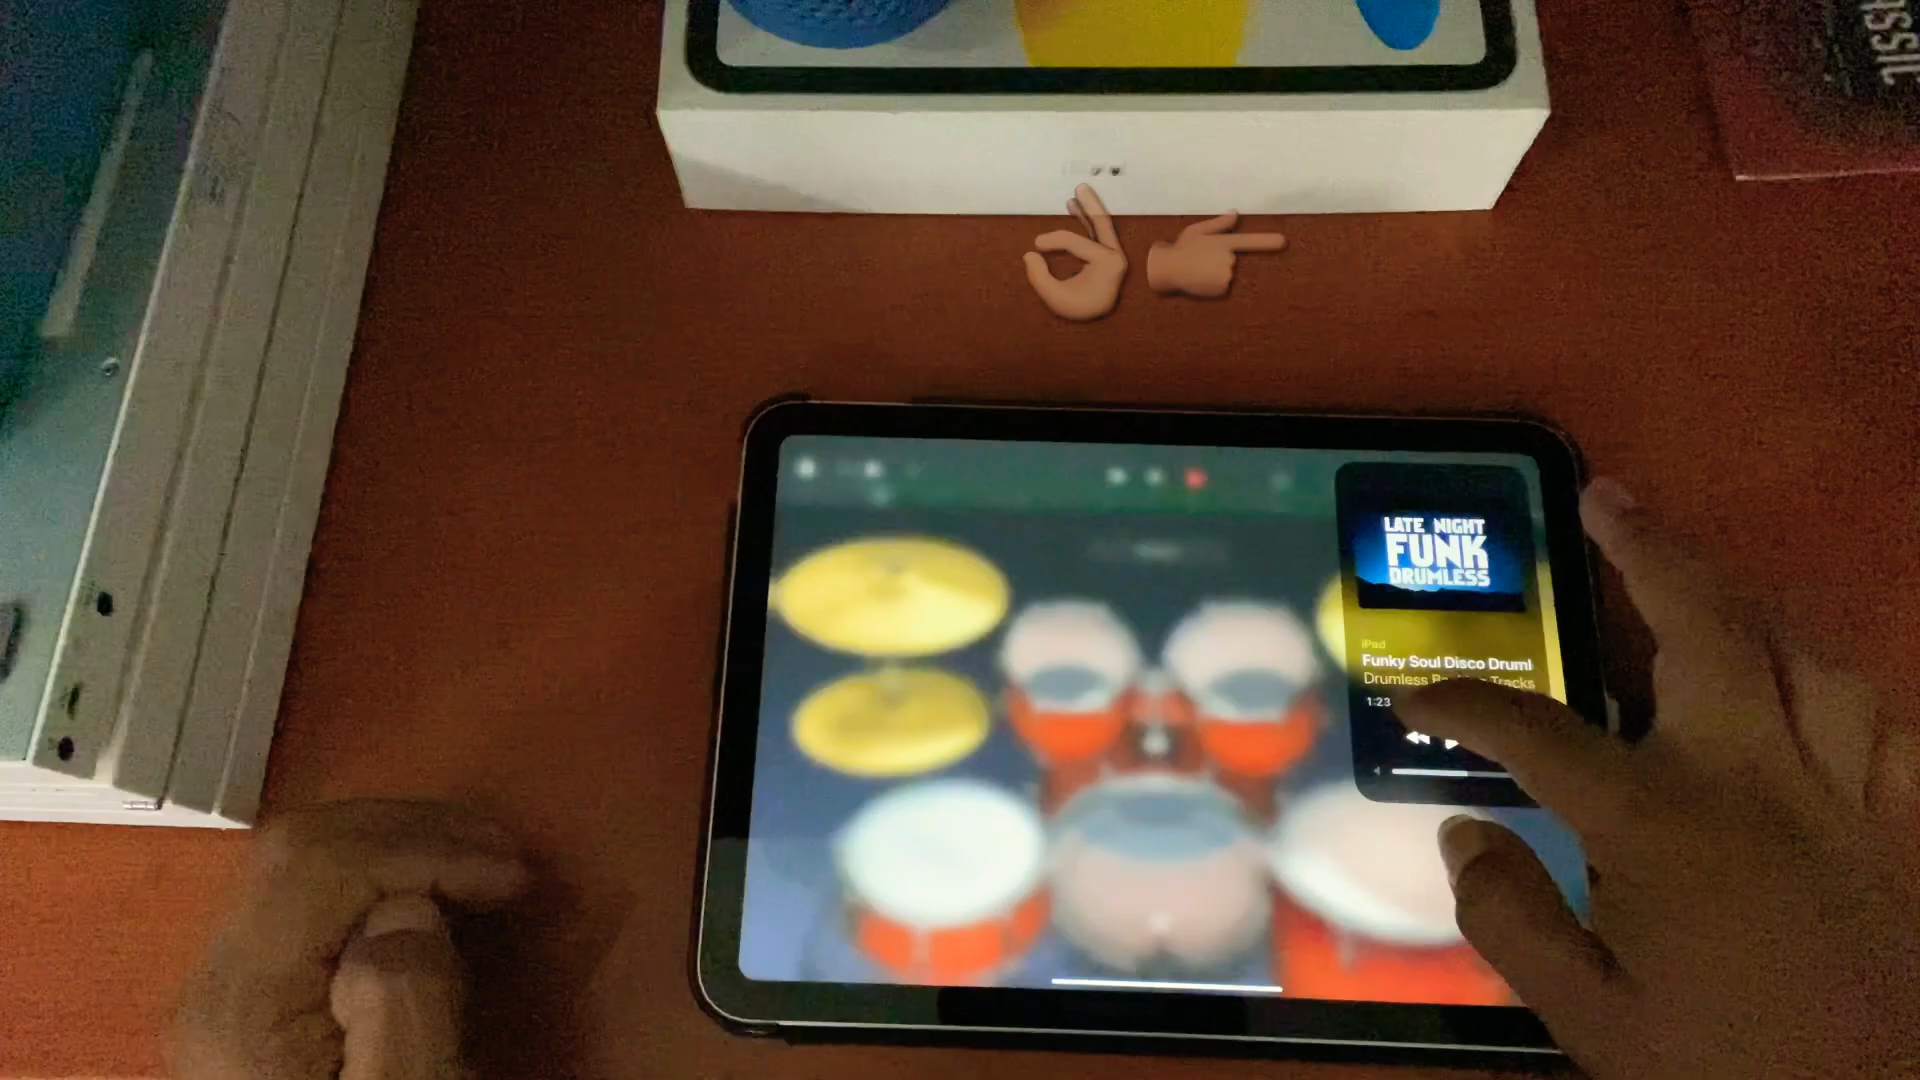 LATE NIGHT
FUNK
DRUMLESS
iPad
Funky Soul Disco Druml
Drumless Tracks
1:23